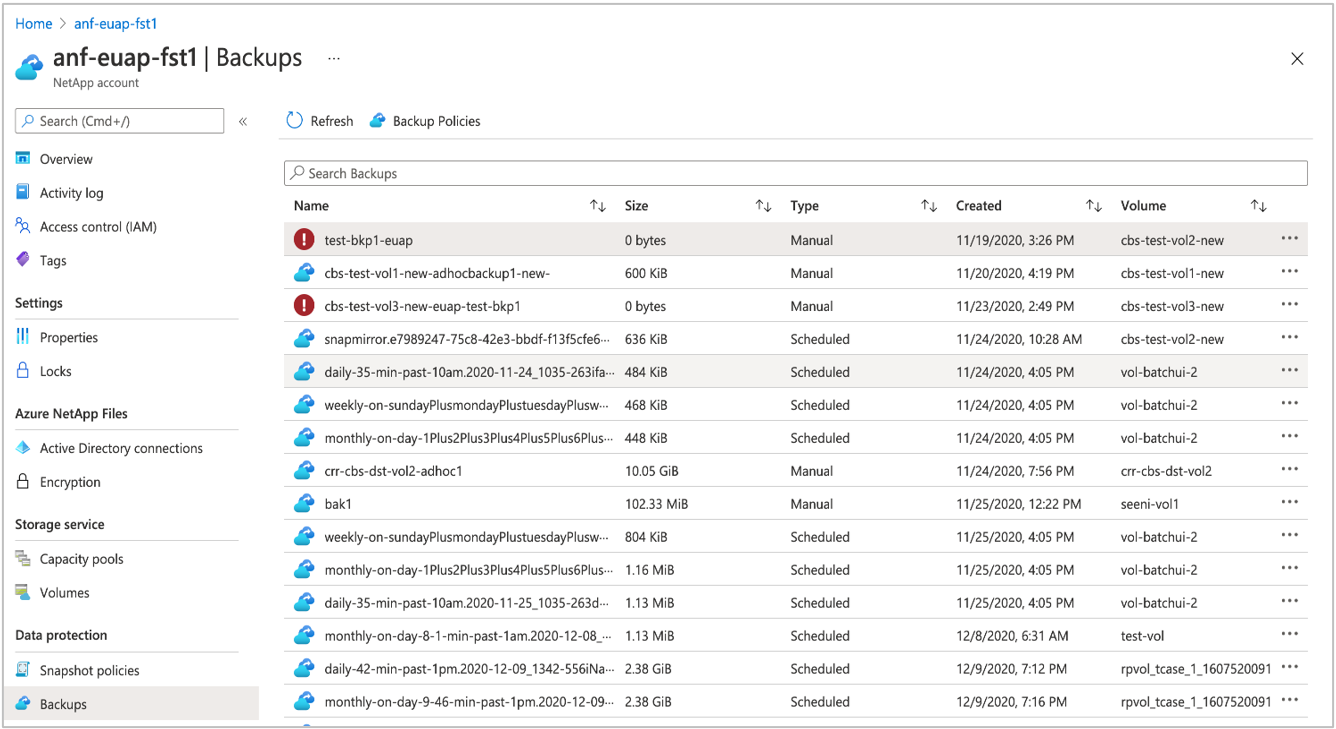 Home > anf-euap-fst1
anf-euap-fst1 | Backups ...
NetApp account
Search (Cmd+/) «
Overview
Activity log
Access control (IAM)
Tags
Settings
Properties
Locks
Azure NetApp Files
Active Directory connections
Encryption
Storage service
Capacity pools
Volumes
Data protection
Snapshot policies
Backups
Refresh Backup Policies
Search Backups
Name Size Type Created Volume
test-bkp1-euap 0 bytes Manual 11/19/2020, 3:26 PM cbs-test-vol2-new ...
cbs-test-vol1-new-adhocbackup1-new- 600 KiB Manual 11/20/2020, 4:19 PM cbs-test-vol1-new ...
cbs-test-vol3-new-euap-test-bkp1 0 bytes Manual 11/23/2020, 2:49 PM cbs-test-vol3-new ...
snapmirror.e7989247-75c8-42e3-bbdf-f13f5cfe6... 636 KiB Scheduled 11/24/2020, 10:28 AM cbs-test-vol2-new ...
daily-35-min-past-10am.2020-11-24_1035-263ifa... 484 KiB Scheduled 11/24/2020, 4:05 PM vol-batchui-2 ...
weekly-on-sundayPlusmondayPlustuesdayPlusw... 468 KiB Scheduled 11/24/2020, 4:05 PM vol-batchui-2 ...
monthly-on-day-1Plus2Plus3Plus4Plus5Plus6Plus... 448 KiB Scheduled 11/24/2020, 4:05 PM vol-batchui-2 ...
crr-cbs-dst-vol2-adhoc1 10.05 GiB Manual 11/24/2020, 7:56 PM crr-cbs-dst-vol2 ...
bak1 102.33 MiB Manual 11/25/2020, 12:22 PM seeni-vol1 ...
weekly-on-sundayPlusmondayPlustuesdayPlusw... 804 KiB Scheduled 11/25/2020, 4:05 PM vol-batchui-2 ...
monthly-on-day-1Plus2Plus3Plus4Plus5Plus6Plus... 1.16 MiB Scheduled 11/25/2020, 4:05 PM vol-batchui-2 ...
daily-35-min-past-10am.2020-11-25_1035-263d... 1.13 MiB Scheduled 11/25/2020, 4:05 PM vol-batchui-2 ...
monthly-on-day-8-1-min-past-1am.2020-12-08_... 1.13 MiB Scheduled 12/8/2020, 6:31 AM test-vol ...
daily-42-min-past-1pm.2020-12-09_1342-556iNa... 2.38 GiB Scheduled 12/9/2020, 7:12 PM rpvol_tcase_1_1607520091 ...
monthly-on-day-9-46-min-past-1pm.2020-12-09... 2.38 GiB Scheduled 12/9/2020, 7:16 PM rpvol_tcase_1_1607520091 ...